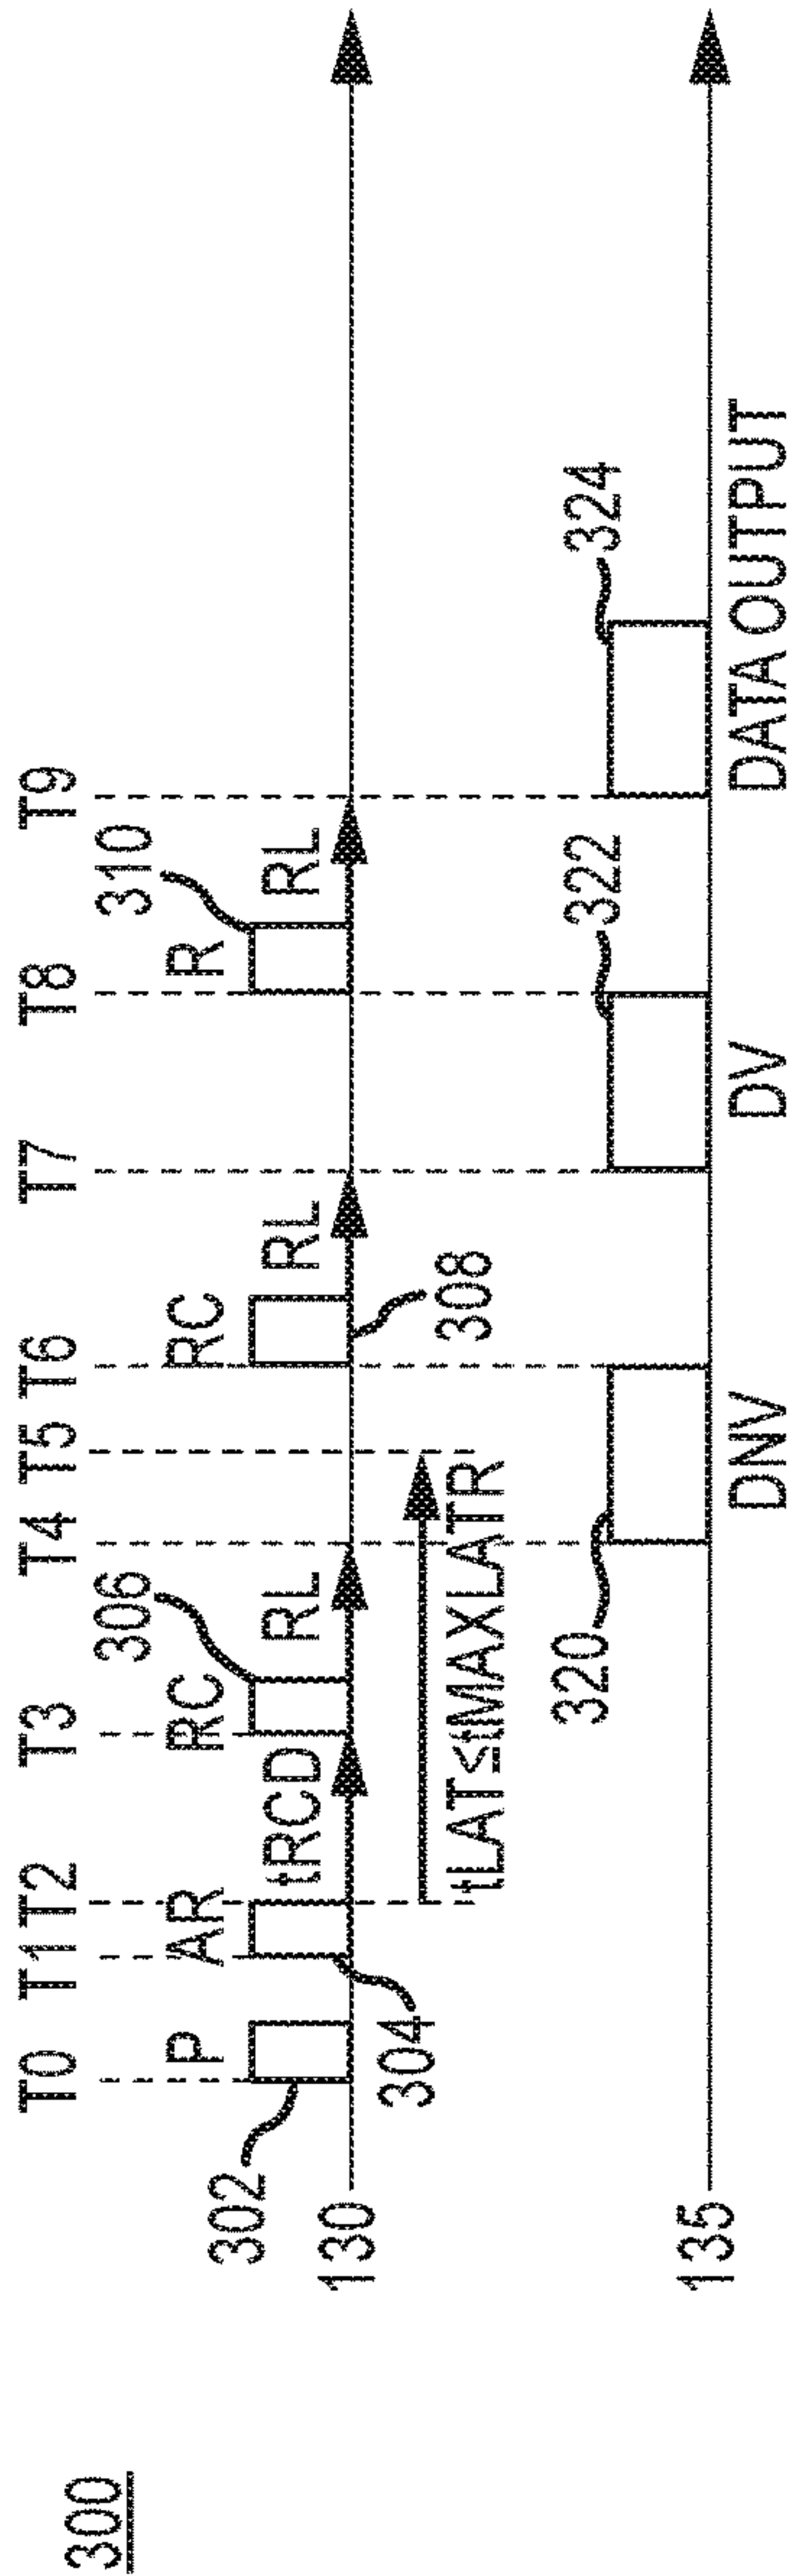 300
T0 T1 T2 T3 T4 T5 T6 T7 T8 T9
306 310
P AR RC RC R
302 tRCD RL RL RL
130
304 308
tLAT≤tMAXLATR
320 322 324
135
DNV DV DATA OUTPUT